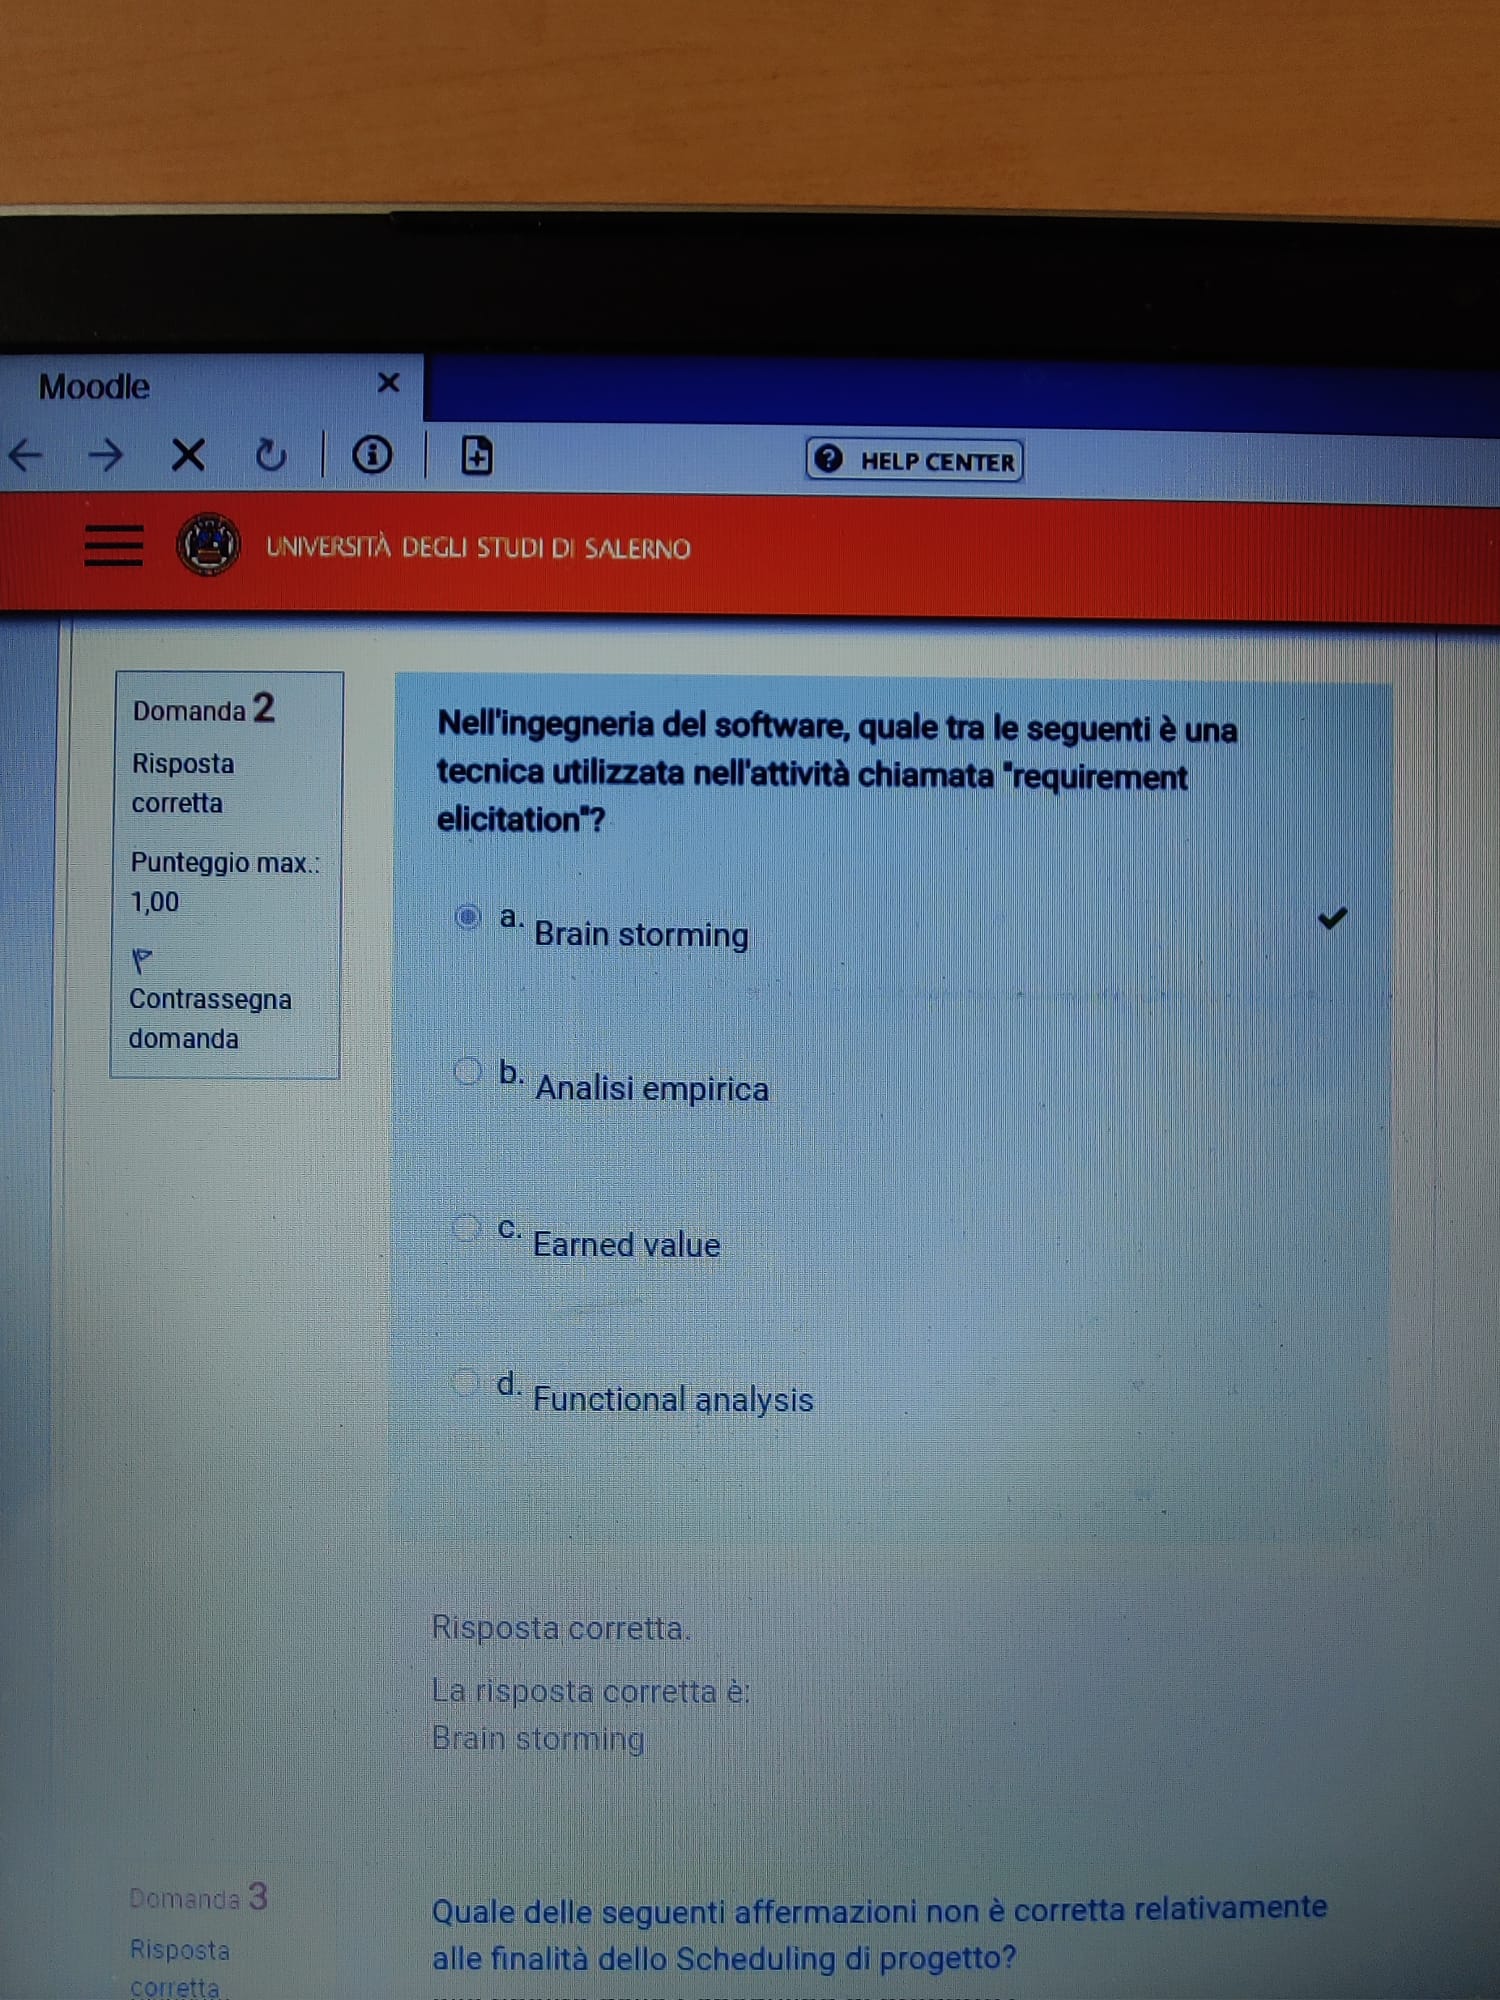 Moodle
HELP CENTER
UNIVERSITÀ DEGLI STUDI DI SALERNO
Domanda 2
Risposta
corretta
Punteggio max.:
1,00
Contrassegna
domanda
Nell'ingegneria del software, quale tra le seguenti è una
tecnica utilizzata nell'attività chiamata "requirement
elicitation"?
a. Brain storming
b. Analisi empirica
c. Earned value
d. Functional analysis
Risposta corretta.
La risposta corretta è:
Brain storming
Domanda 3
Risposta
corretta
Quale delle seguenti affermazioni non è corretta relativamente
alle finalità dello Scheduling di progetto?